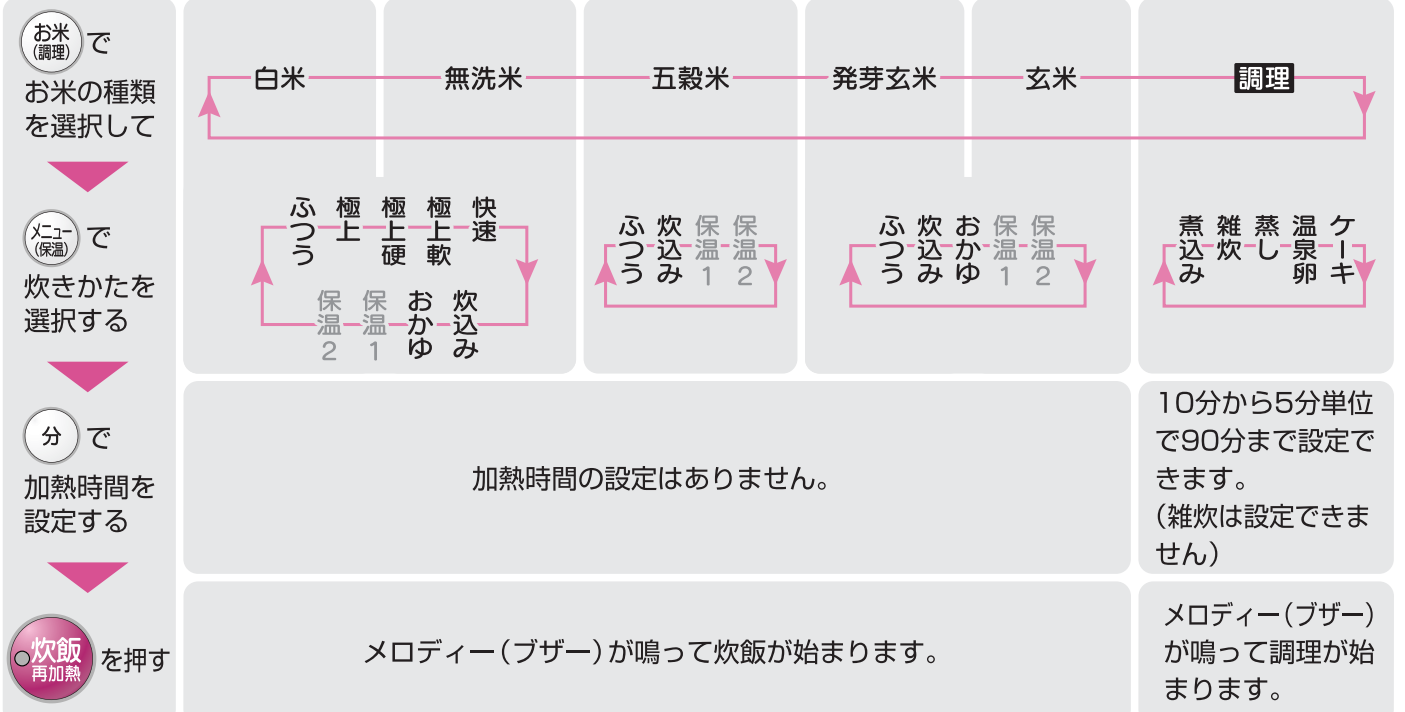 お米
(調理)
で
お米の種類
を選択して
白米
無洗米
五穀米
発芽玄米
玄米
調理
メニュー
(保温)
で
炊きかたを
選択する
ふつう
極上
極上硬
極上軟
快速
炊込み
おかゆ
保温1
保温2
ふつう
炊込み
保温1
保温2
ふつう
炊込み
おかゆ
保温1
保温2
煮込み
雑炊
蒸し
温泉卵
ケーキ
分
で
加熱時間を
設定する
加熱時間の設定はありません。
10分から5分単位
で90分まで設定で
きます。
(雑炊は設定できま
せん)
炊飯
再加熱
を押す
メロディー(ブザー)が鳴って炊飯が始まります。
メロディー(ブザー)
が鳴って調理が始
まります。